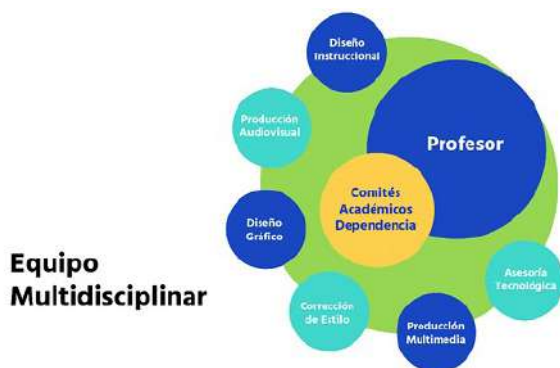 Diseño
Instruccional
Producción
Audiovisual
Profesor
Comités
Académicos
Dependencia
Diseño
Gráfico
Equipo
Multidisciplinar
Corrección
de Estilo
Producción
Multimedia
Asesoría
Tecnológica